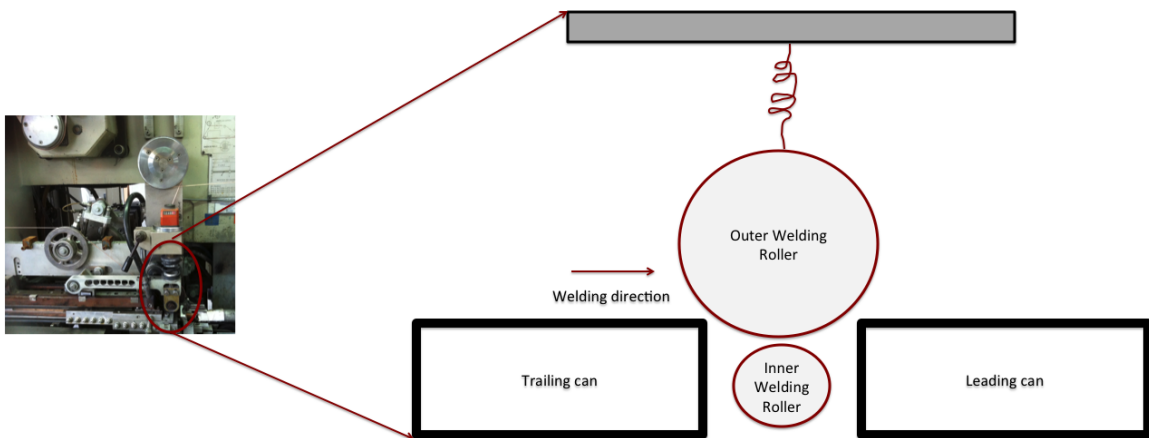 Outer Welding
Roller
Welding direction
Trailing can
Inner
Welding
Roller
Leading can